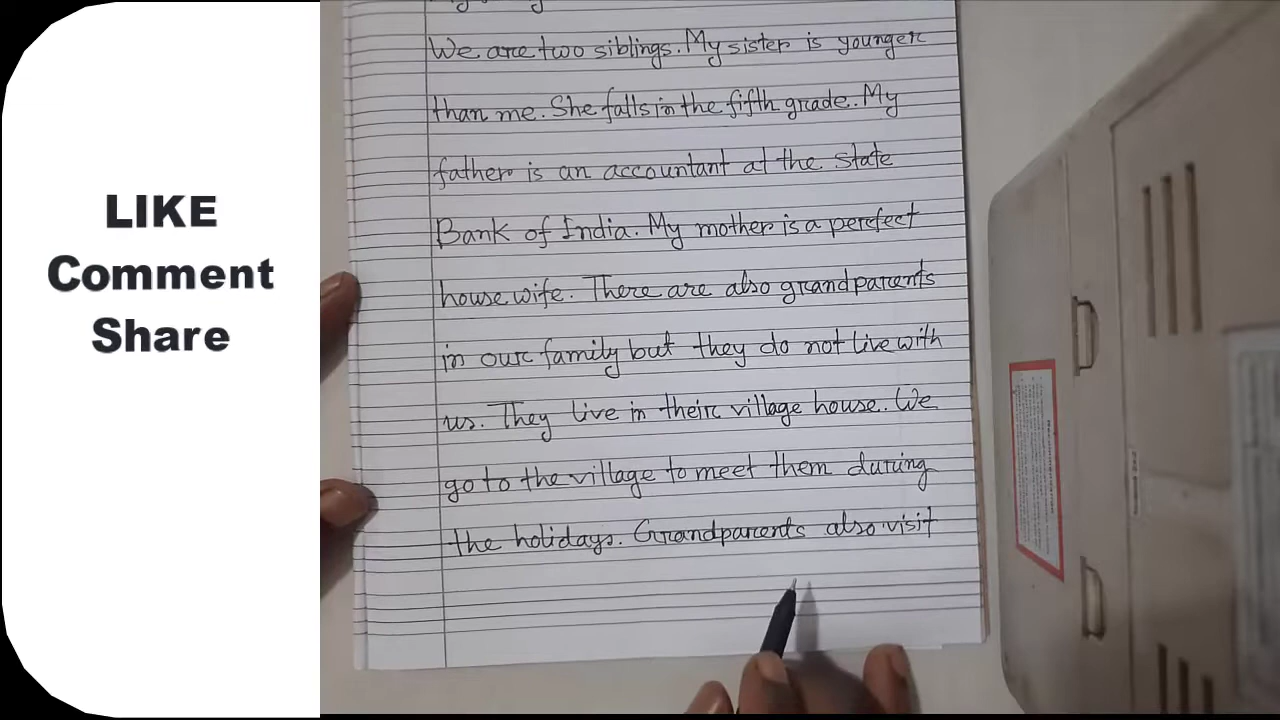 LIKE
Comment
Share
We are two siblings. My sister is younger
than me. She falls in the fifth grade. My
father is an accountant at the state
Bank of India. My mother is a perfect
house wife. There are also grandparents
in our family but they do not live with
us. They live in their village house. We
go to the village to meet them during
the holidays. Grandparents also visit